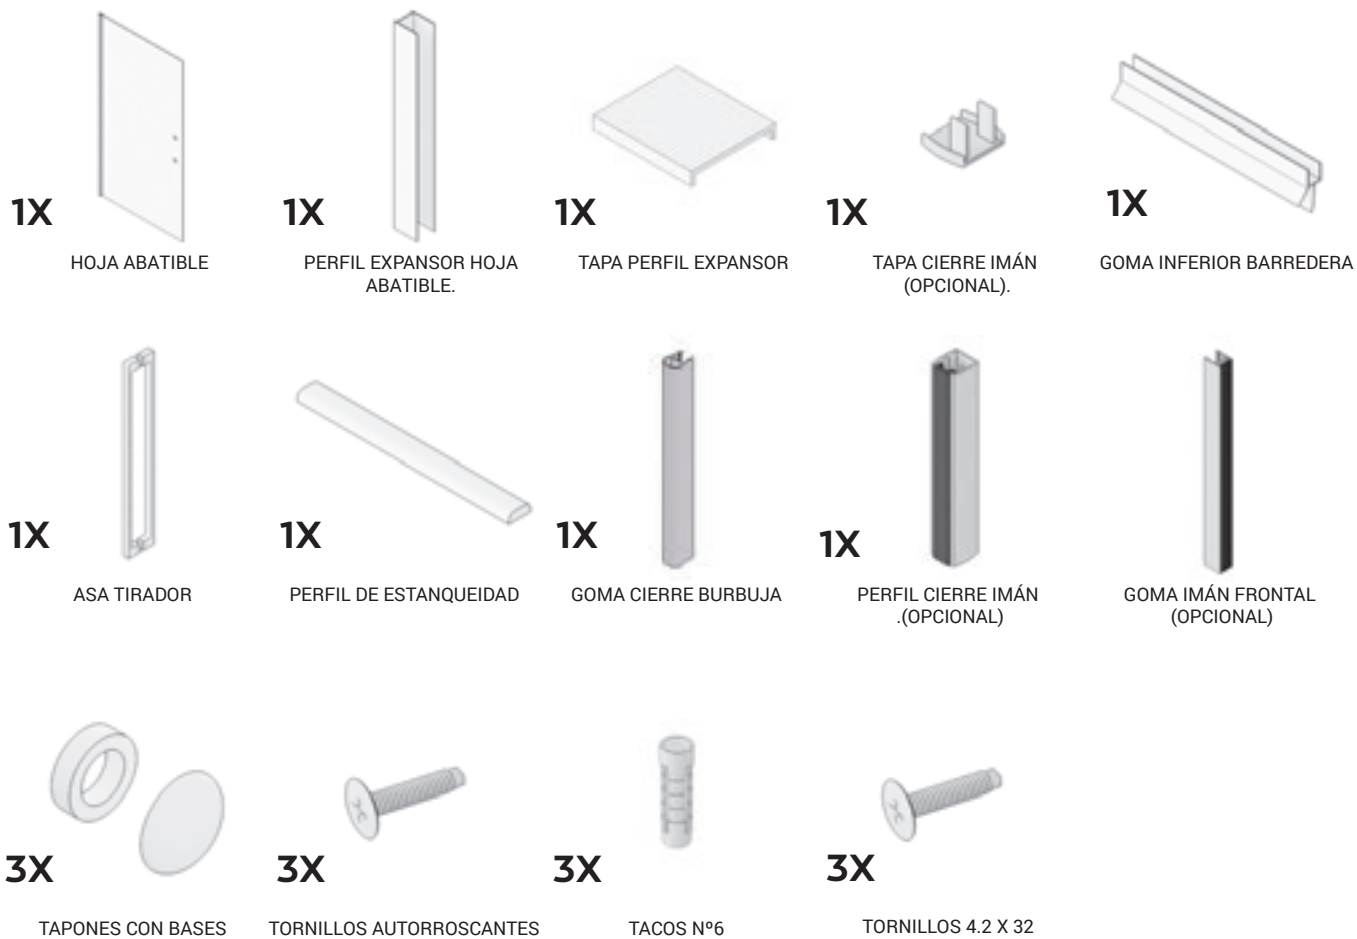 1X
1X
1X
1X
1X
HOJA ABATIBLE
PERFIL EXPANSOR HOJA
ABATIBLE.
TAPA PERFIL EXPANSOR
TAPA CIERRE IMÁN
(OPCIONAL).
GOMA INFERIOR BARREDERA
1X
1X
1X
1X
ASA TIRADOR
PERFIL DE ESTANQUEIDAD
GOMA CIERRE BURBUJA
PERFIL CIERRE IMÁN
.(OPCIONAL)
GOMA IMÁN FRONTAL
(OPCIONAL)
3X
3X
3X
3X
TAPONES CON BASES
TORNILLOS AUTORROSCANTES
TACOS Nº6
TORNILLOS 4.2 X 32